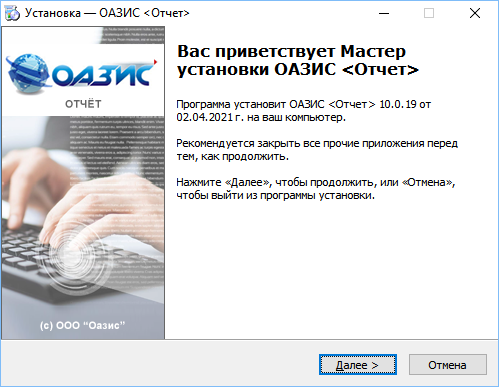 Установка — ОАЗИС <Отчет>
ОАЗИС
ОТЧЁТ
(с) ООО "Оазис"
Вас приветствует Мастер
установки ОАЗИС <Отчет>
Программа установит ОАЗИС <Отчет> 10.0.19 от
02.04.2021 г. на ваш компьютер.
Рекомендуется закрыть все прочие приложения перед
тем, как продолжить.
Нажмите «Далее», чтобы продолжить, или «Отмена»,
чтобы выйти из программы установки.
Далее >
Отмена